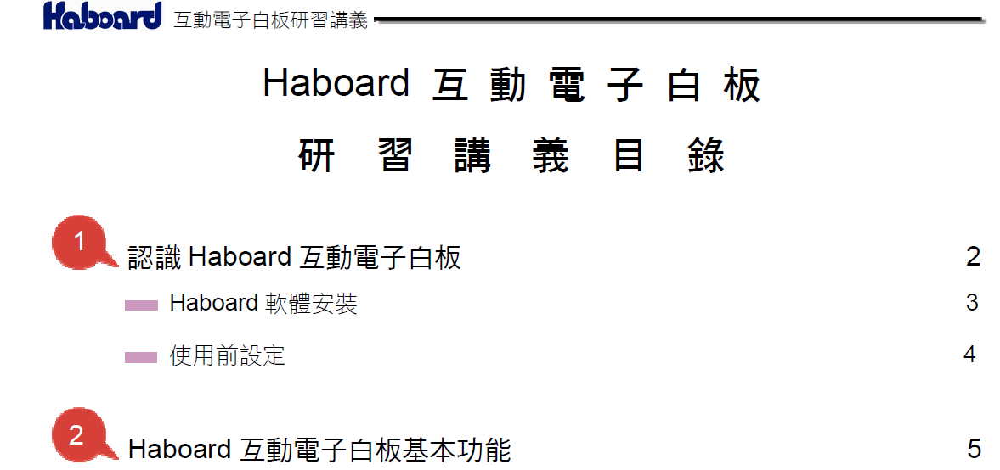 Haboard 互動電子白板研習講義
Haboard 互動電子白板
研習講義目錄
1
認識 Haboard 互動電子白板 2
Haboard 軟體安裝 3
使用前設定 4
2
Haboard 互動電子白板基本功能 5